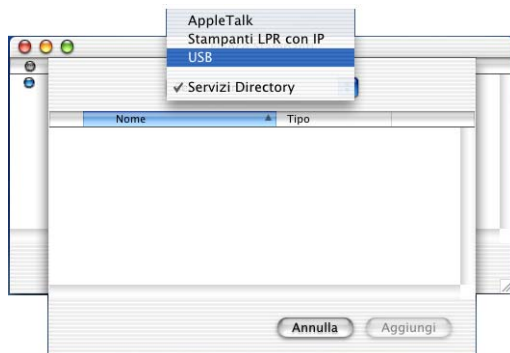 AppleTalk
Stampanti LPR con IP
USB
✓ Servizi Directory
Nome Tipo
Annulla Aggiungi